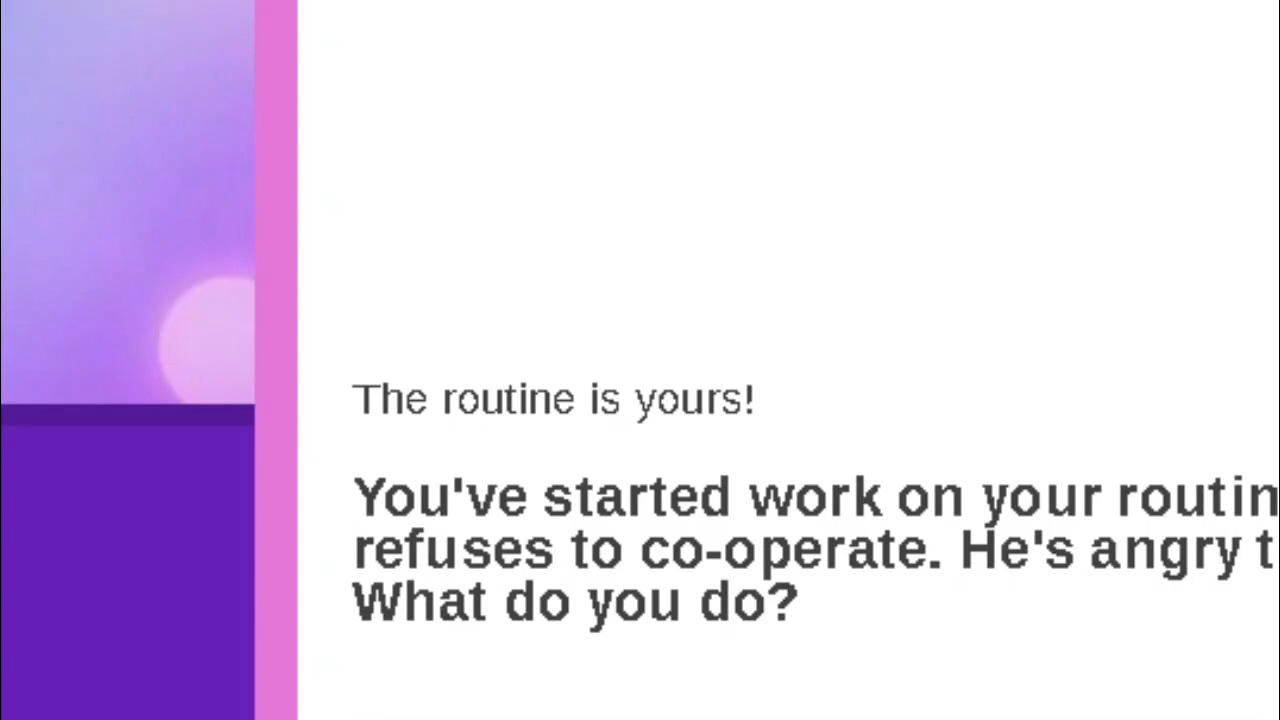 The routine is yours!
You've started work on your routin
refuses to co-operate. He's angry t
What do you do?